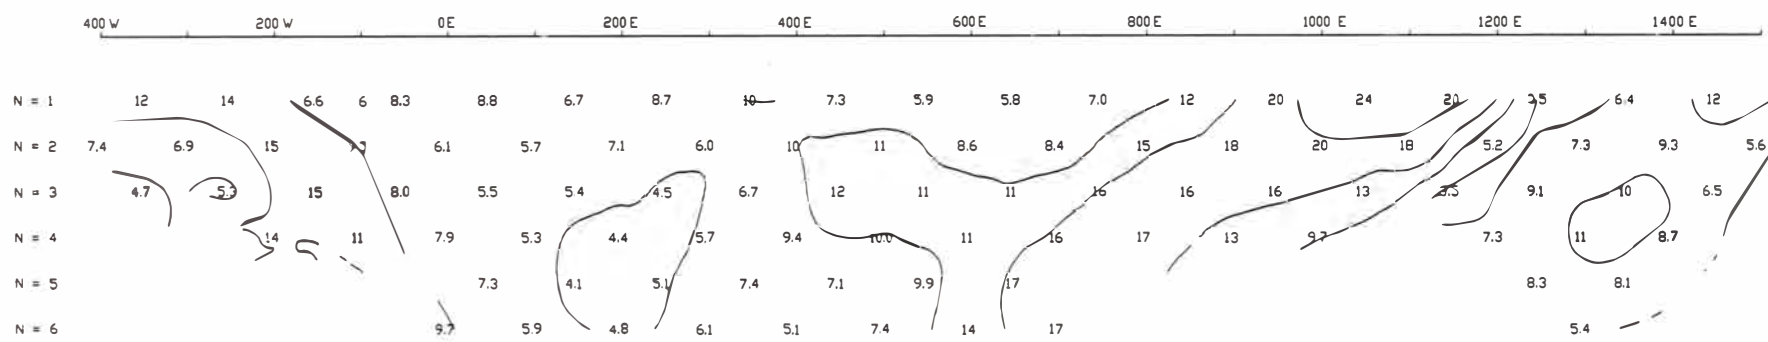 400 W 200 W 0 E 200 E 400 E 600 E 800 E 1000 E 1200 E 1400 E
N = 1 12 14 6.6 6 8.3 8.8 6.7 8.7 10 7.3 5.9 5.8 7.0 12 20 24 20 6.4 12
N = 2 7.4 6.9 15 6.1 5.7 7.1 6.0 10 11 8.6 8.4 15 18 20 18 5.2 7.3 9.3 5.6
N = 3 4.7 5.3 15 8.0 5.5 5.4 4.5 6.7 12 11 11 16 16 16 13 3.5 9.1 10 6.5
N = 4 14 11 7.9 5.3 4.4 5.7 9.4 10.0 11 16 17 13 9.7 7.3 11 8.7
N = 5 7.3 4.1 5.1 7.4 7.1 9.9 17 8.3 8.1
N = 6 9.7 5.9 4.8 6.1 5.1 7.4 14 17 5.4